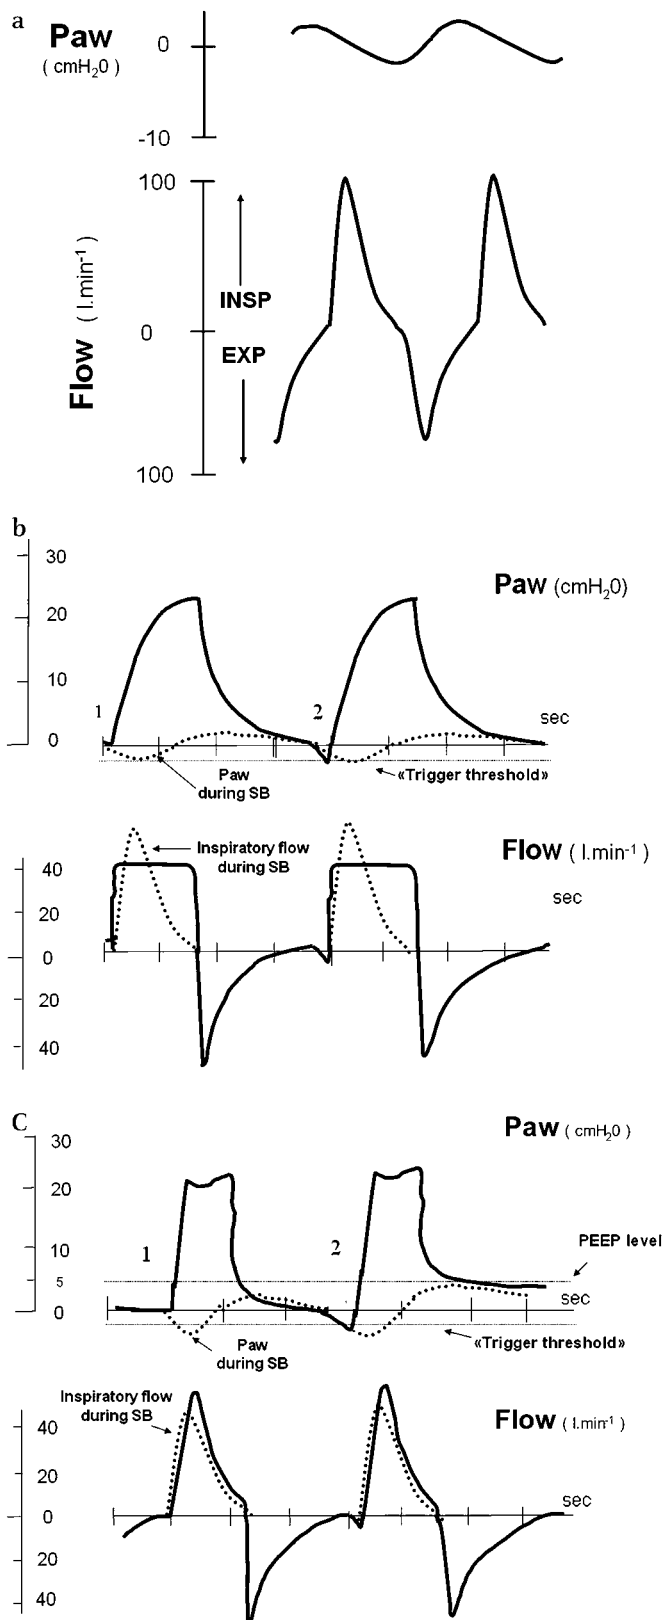 a
Paw
( cmH₂0 )
0
-10
100
Flow ( l.min⁻¹ )
INSP
0
EXP
100
b
30
Paw (cmH₂0)
20
10
1
2
0
sec
Paw
during SB
«Trigger threshold»
Inspiratory flow
during SB
Flow ( l.min⁻¹ )
40
sec
20
0
20
40
C
Paw ( cmH₂0 )
30
20
10
1
2
PEEP level
5
sec
0
Paw
during SB
«Trigger threshold»
Inspiratory flow
during SB
Flow ( l.min⁻¹ )
40
20
sec
0
20
40